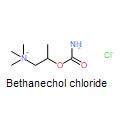 NH₂
N⁺
O
O
Cl⁻
Bethanechol chloride